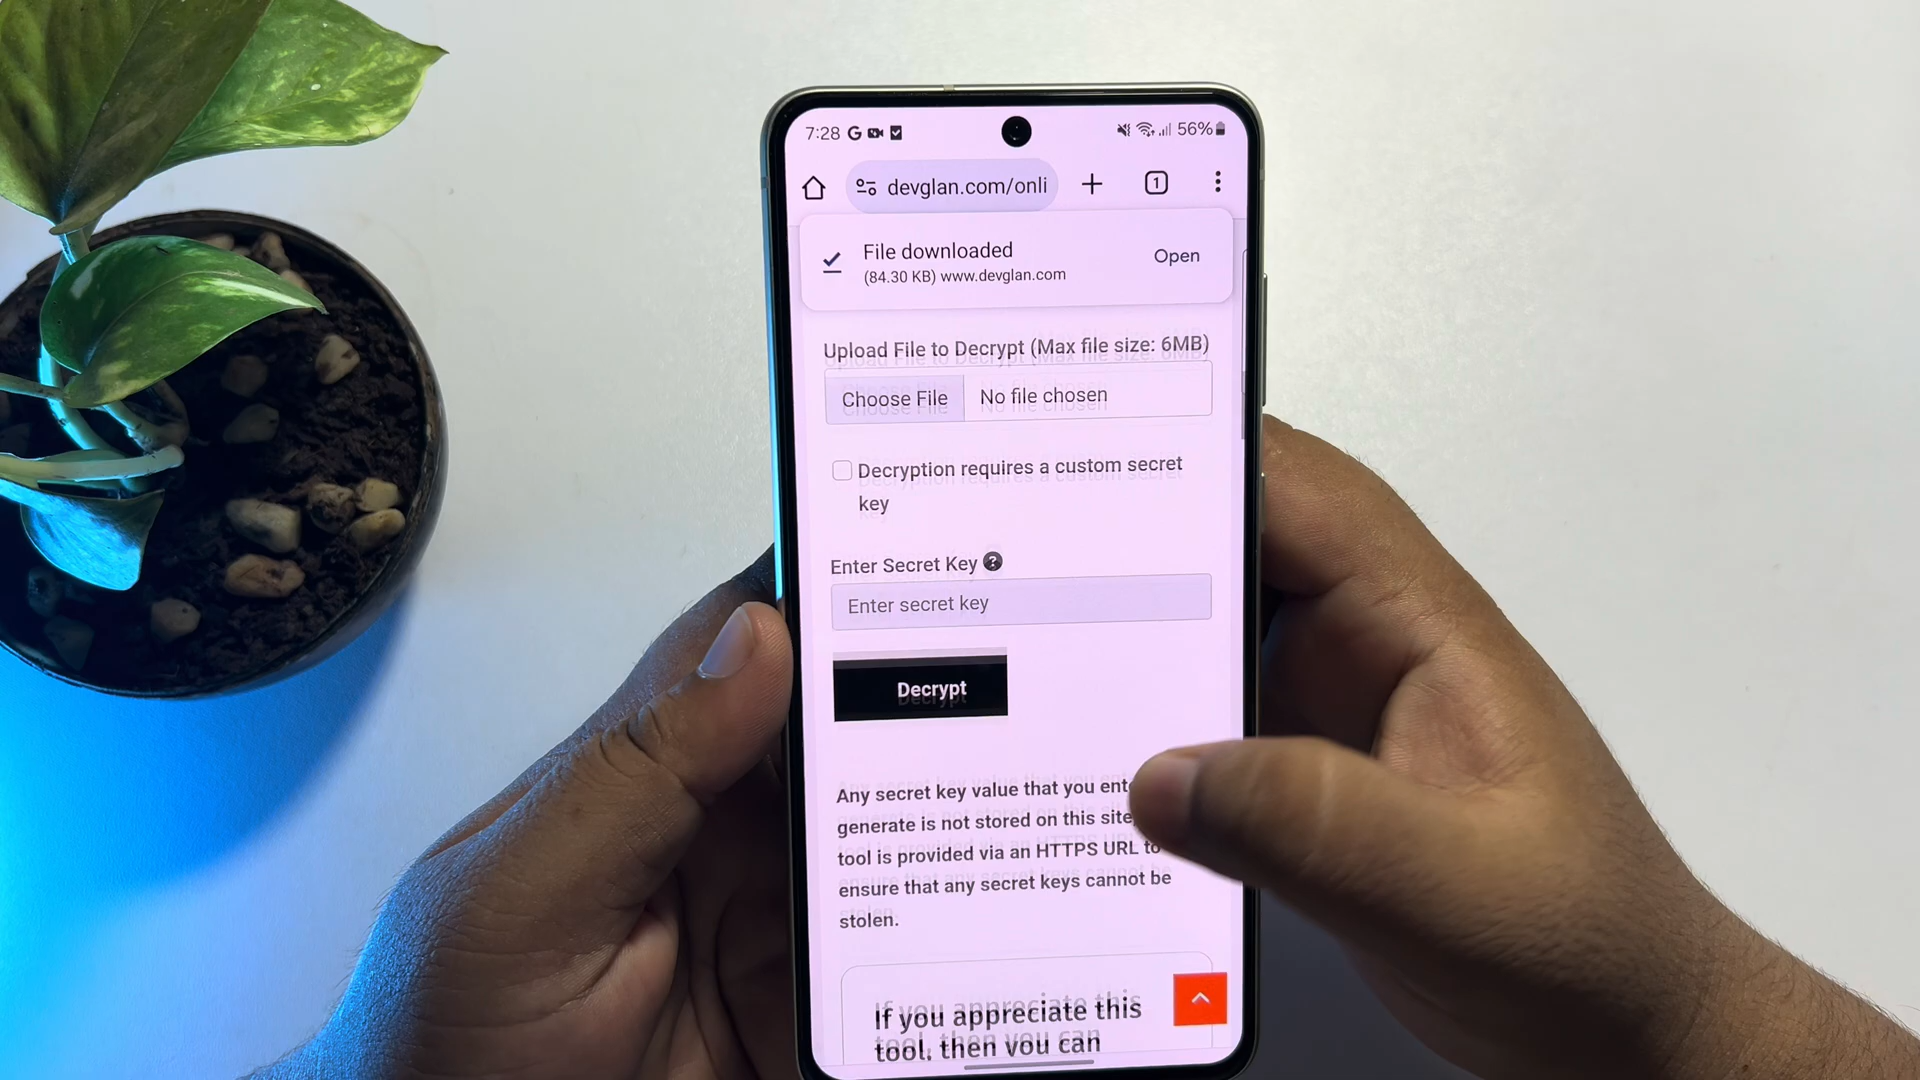 7:28 G 56%
devglan.com/onli 1
File downloaded
(84.30 KB) www.devglan.com
Open
Upload File to Decrypt (Max file size: 6MB)
Choose File No file chosen
Decryption requires a custom secret
key
Enter Secret Key ?
Enter secret key
Decrypt
Any secret key value that you ent
generate is not stored on this site
tool is provided via an HTTPS URL to
ensure that any secret keys cannot be
stolen.
If you appreciate this
tool, then you can